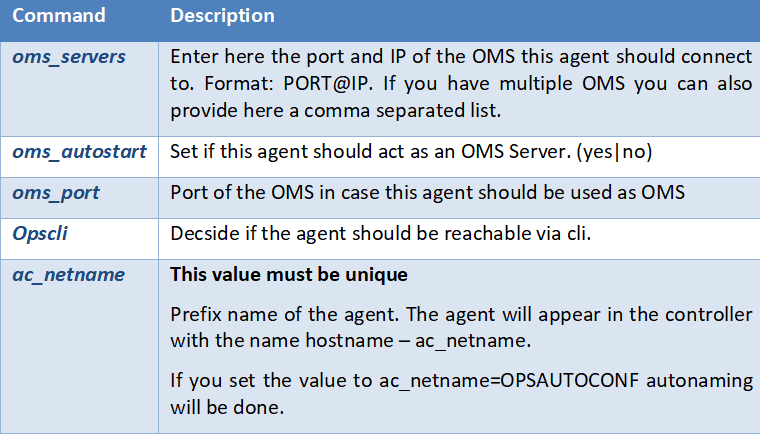 Command Description
oms_servers Enter here the port and IP of the OMS this agent should connect
to. Format: PORT@IP. If you have multiple OMS you can also
provide here a comma separated list.
oms_autostart Set if this agent should act as an OMS Server. (yes|no)
oms_port Port of the OMS in case this agent should be used as OMS
Opscli Decside if the agent should be reachable via cli.
ac_netname This value must be unique
Prefix name of the agent. The agent will appear in the controller
with the name hostname – ac_netname.
If you set the value to ac_netname=OPSAUTOCONF autonaming
will be done.